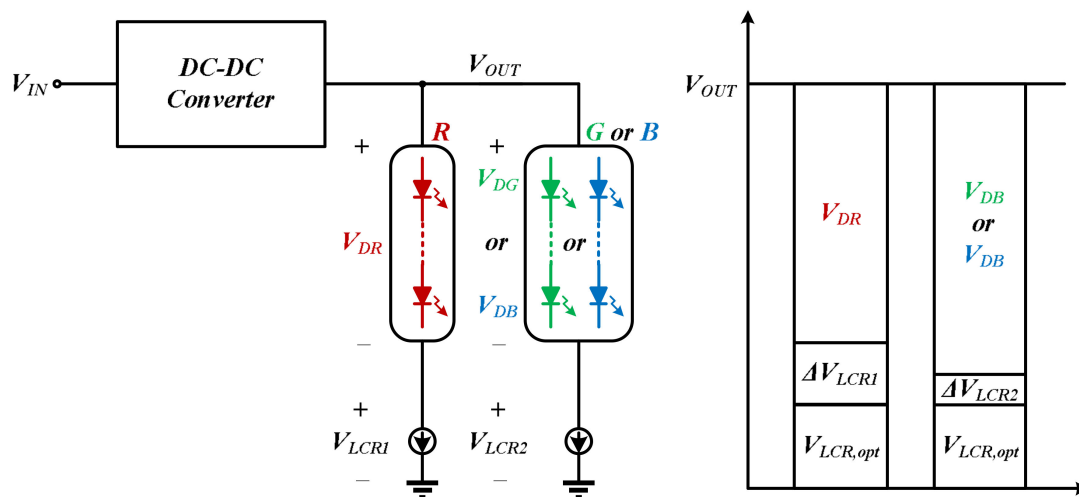 V_IN
DC-DC
Converter
V_OUT
R
G or B
+
+
V_DG
V_DR
or
or
V_DB
–
–
+
+
V_LCR1
V_LCR2
–
–
V_OUT
V_DR
V_DB
or
V_DB
ΔV_LCR1
ΔV_LCR2
V_LCR,opt
V_LCR,opt